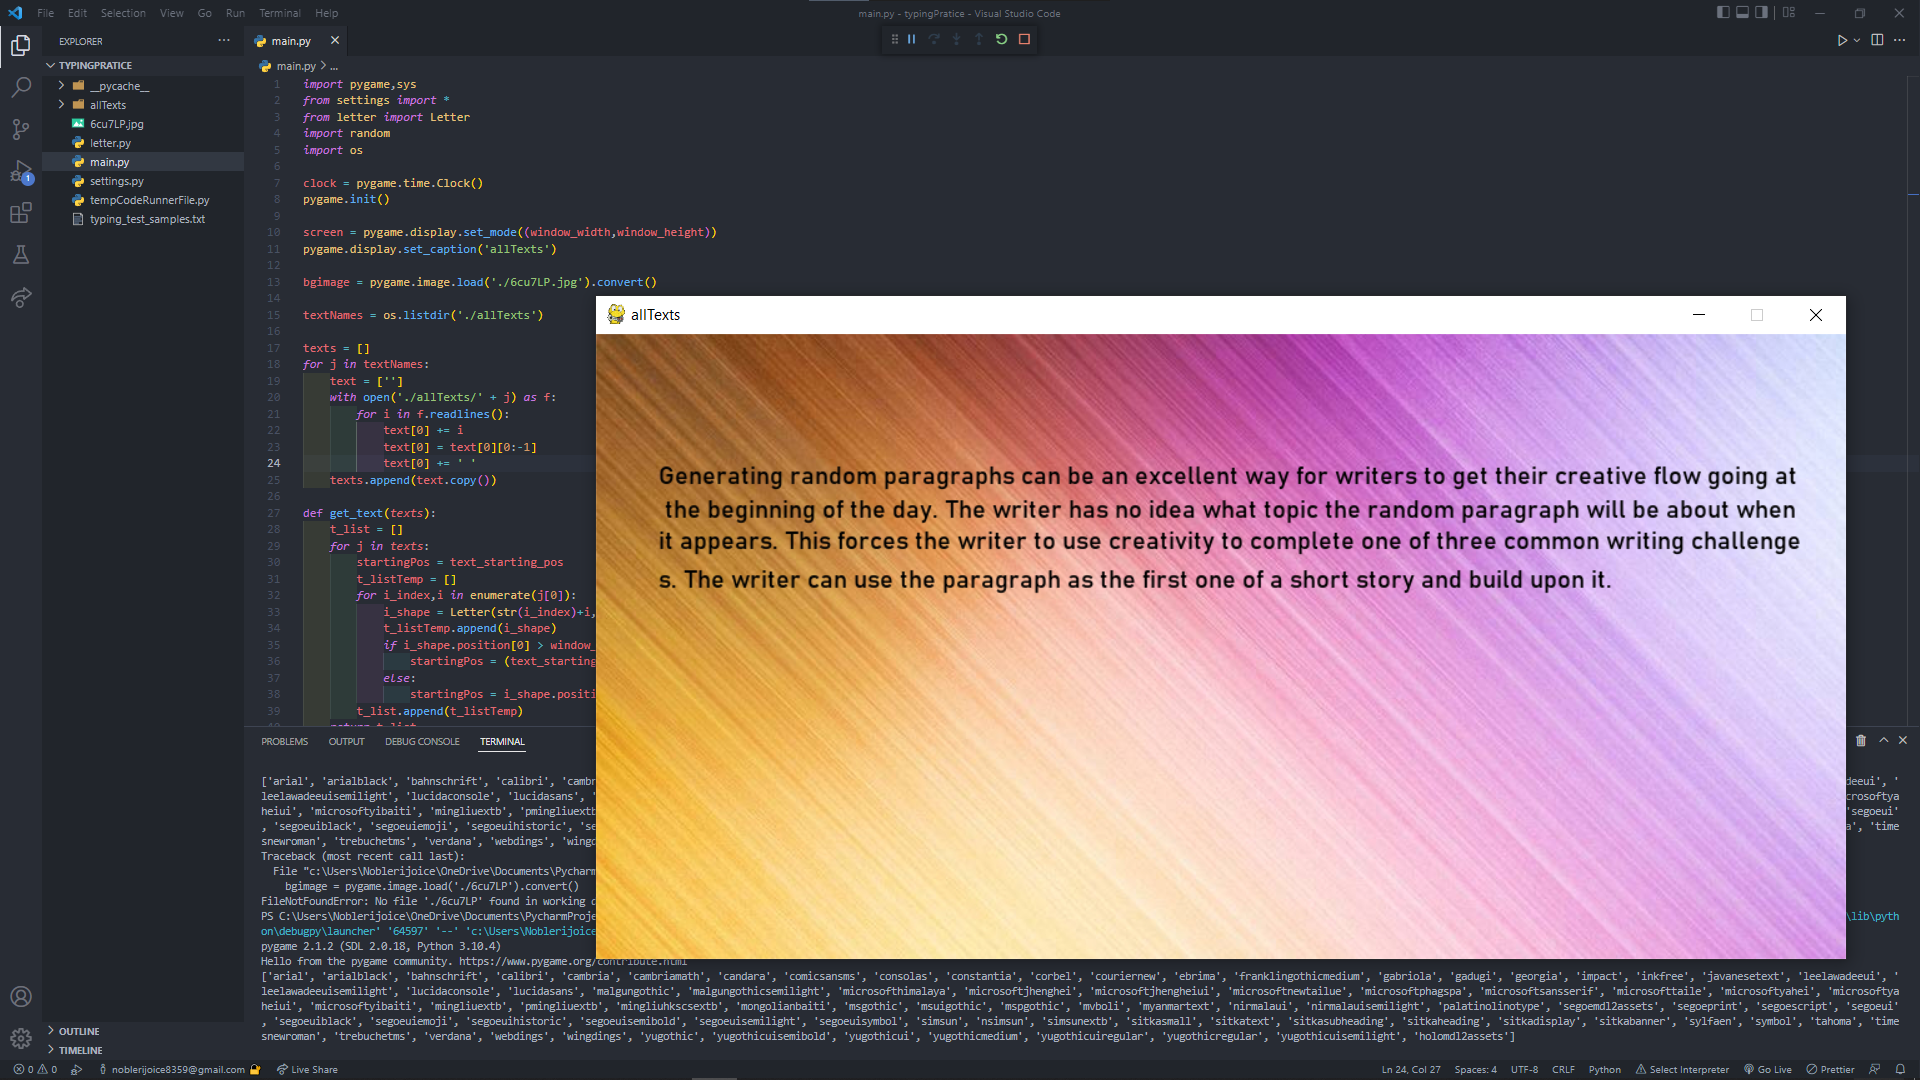 File Edit Selection View Go Run Terminal Help
main.py - typingPratice - Visual Studio Code
EXPLORER
TYPINGPRATICE
__pycache__
allTexts
6cu7LP.jpg
letter.py
main.py
settings.py
tempCodeRunnerFile.py
typing_test_samples.txt
OUTLINE
TIMELINE
main.py
main.py > ...
1 import pygame,sys
2 from settings import *
3 from letter import Letter
4 import random
5 import os
6
7 clock = pygame.time.Clock()
8 pygame.init()
9
10 screen = pygame.display.set_mode((window_width,window_height))
11 pygame.display.set_caption('allTexts')
12
13 bgimage = pygame.image.load('./6cu7LP.jpg').convert()
14
15 textNames = os.listdir('./allTexts')
16
17 texts = []
18 for j in textNames:
19 text = ['']
20 with open('./allTexts/' + j) as f:
21 for i in f.readlines():
22 text[0] += i
23 text[0] = text[0][0:-1]
24 text[0] += ' '
25 texts.append(text.copy())
26
27 def get_text(texts):
28 t_list = []
29 for j in texts:
30 startingPos = text_starting_pos
31 t_listTemp = []
32 for i_index,i in enumerate(j[0]):
33 i_shape = Letter(str(i_index)+i,
34 t_listTemp.append(i_shape)
35 if i_shape.position[0] > window_
36 startingPos = (text_starting
37 else:
38 startingPos = i_shape.positi
39 t_list.append(t_listTemp)
allTexts
Generating random paragraphs can be an excellent way for writers to get their creative flow going at
the beginning of the day. The writer has no idea what topic the random paragraph will be about when
it appears. This forces the writer to use creativity to complete one of three common writing challenge
s. The writer can use the paragraph as the first one of a short story and build upon it.
PROBLEMS OUTPUT DEBUG CONSOLE TERMINAL
['arial', 'arialblack', 'bahnschrift', 'calibri', 'cambr deeui', '
leelawadeeuisemilight', 'lucidaconsole', 'lucidasans', ' crosoftya
heiui', 'microsoftyibaiti', 'mingliuextb', 'pmingliuextb 'segoeui'
, 'segoeuiblack', 'segoeuiemoji', 'segoeuihistoric', 'se
snewroman', 'trebuchetms', 'verdana', 'webdings', 'wingd a', 'time
Traceback (most recent call last):
File "c:\Users\Noblerijoice\OneDrive\Documents\Pycharm
bgimage = pygame.image.load('./6cu7LP').convert()
FileNotFoundError: No file './6cu7LP' found in working d
PS C:\Users\Noblerijoice\OneDrive\Documents\PycharmProje \lib\pyth
on\debugpy\launcher' '64597' '--' 'c:\Users\Noblerijoice
pygame 2.1.2 (SDL 2.0.18, Python 3.10.4)
Hello from the pygame community. https://www.pygame.org/contribute.html
['arial', 'arialblack', 'bahnschrift', 'calibri', 'cambria', 'cambriamath', 'candara', 'comicsansms', 'consolas', 'constantia', 'corbel', 'couriernew', 'ebrima', 'franklingothicmedium', 'gabriola', 'gadugi', 'georgia', 'impact', 'inkfree', 'javanesetext', 'leelawadeeui', '
leelawadeeuisemilight', 'lucidaconsole', 'lucidasans', 'malgungothic', 'malgungothicsemilight', 'microsofthimalaya', 'microsoftjhenghei', 'microsoftjhengheiui', 'microsoftnewtailue', 'microsoftphagspa', 'microsoftsansserif', 'microsofttaile', 'microsoftyahei', 'microsoftya
heiui', 'microsoftyibaiti', 'mingliuextb', 'pmingliuextb', 'mingliuhkscsextb', 'mongolianbaiti', 'msgothic', 'msuigothic', 'mspgothic', 'mvboli', 'myanmartext', 'nirmalaui', 'nirmalauisemilight', 'palatinolinotype', 'segoemdl2assets', 'segoeprint', 'segoescript', 'segoeui'
, 'segoeuiblack', 'segoeuiemoji', 'segoeuihistoric', 'segoeuisemibold', 'segoeuisemilight', 'segoeuisymbol', 'simsun', 'nsimsun', 'simsunextb', 'sitkasmall', 'sitkatext', 'sitkasubheading', 'sitkaheading', 'sitkadisplay', 'sitkabanner', 'sylfaen', 'symbol', 'tahoma', 'time
snewroman', 'trebuchetms', 'verdana', 'webdings', 'wingdings', 'yugothic', 'yugothicuisemibold', 'yugothicui', 'yugothicmedium', 'yugothicuiregular', 'yugothicregular', 'yugothicuisemilight', 'holomdl2assets']
0 0 noblerijoice8359@gmail.com Live Share Ln 24, Col 27 Spaces: 4 UTF-8 CRLF Python Select Interpreter Go Live Prettier